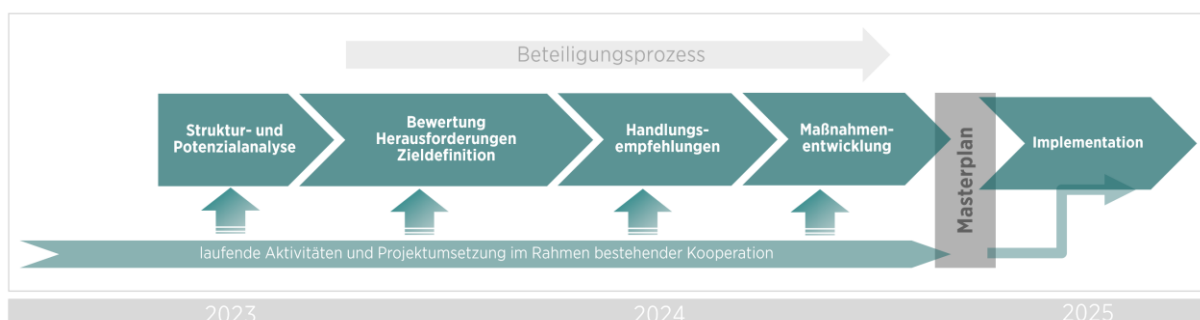 Beteiligungsprozess
Struktur- und
Potenzialanalyse
Bewertung
Herausforderungen
Zieldefinition
Handlungs-
empfehlungen
Maßnahmen-
entwicklung
Masterplan
Implementation
laufende Aktivitäten und Projektumsetzung im Rahmen bestehender Kooperation
2023
2024
2025